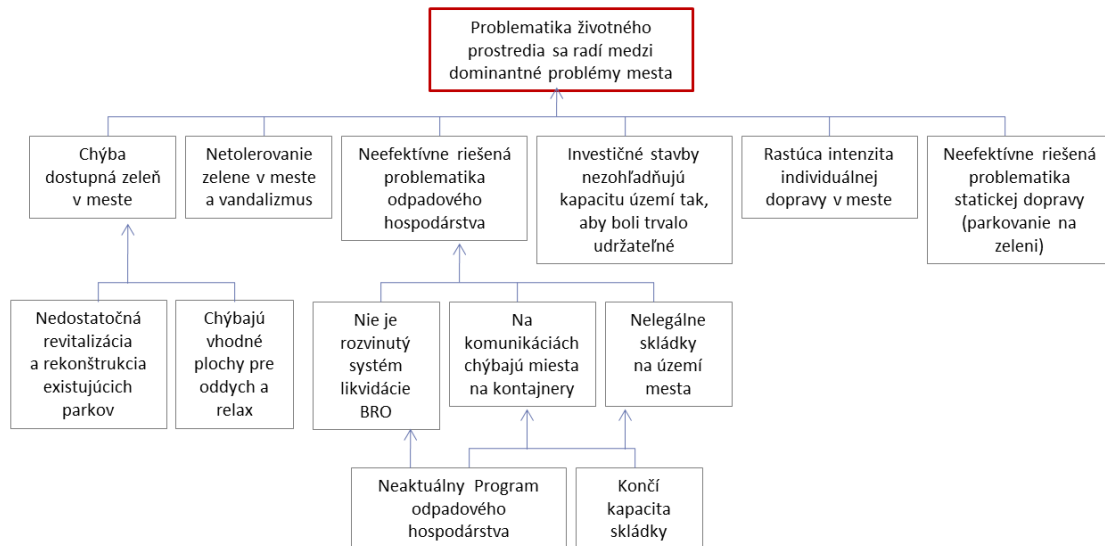 Problematika životného
prostredia sa radí medzi
dominantné problémy mesta
Chýba
dostupná zeleň
v meste
Netolerovanie
zelene v meste
a vandalizmus
Neefektívne riešená
problematika
odpadového
hospodárstva
Investičné stavby
nezohľadňujú
kapacitu území tak,
aby boli trvalo
udržateľné
Rastúca intenzita
individuálnej
dopravy v meste
Neefektívne riešená
problematika
statickej dopravy
(parkovanie na
zeleni)
Nedostatočná
revitalizácia
a rekonštrukcia
existujúcich
parkov
Chýbajú
vhodné
plochy pre
oddych a
relax
Nie je
rozvinutý
systém
likvidácie
BRO
Na
komunikáciách
chýbajú miesta
na kontajnery
Nelegálne
skládky
na území
mesta
Neaktuálny Program
odpadového
hospodárstva
Končí
kapacita
skládky